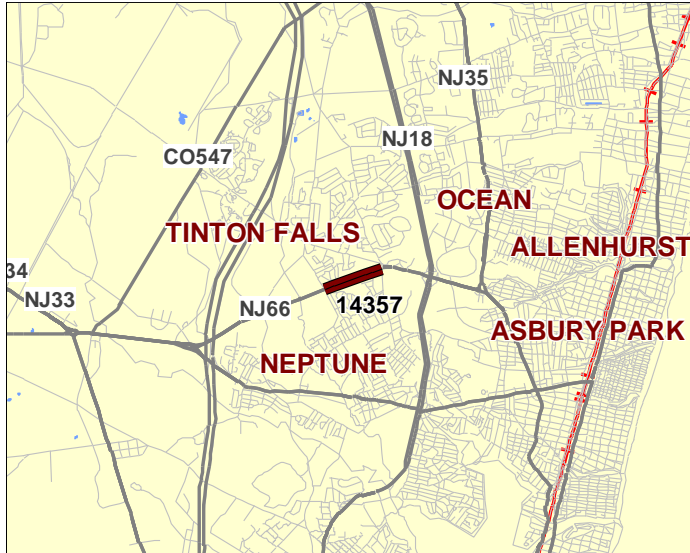 NJ35
NJ18
CO547
OCEAN
TINTON FALLS
ALLENHURST
34
NJ33
NJ66
14357
ASBURY PARK
NEPTUNE